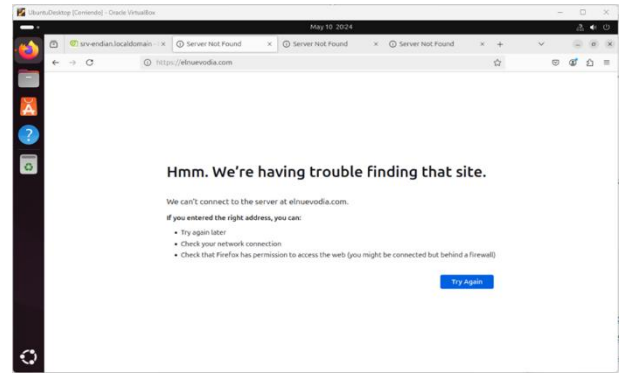 UbuntuDesktop [Corriendo] - Oracle VirtualBox
May 10 2024
srv-endian.localdomain - × Server Not Found × Server Not Found × Server Not Found × +
https://elnuevodia.com
Hmm. We're having trouble finding that site.
We can't connect to the server at elnuevodia.com.
If you entered the right address, you can:
• Try again later
• Check your network connection
• Check that Firefox has permission to access the web (you might be connected but behind a firewall)
Try Again